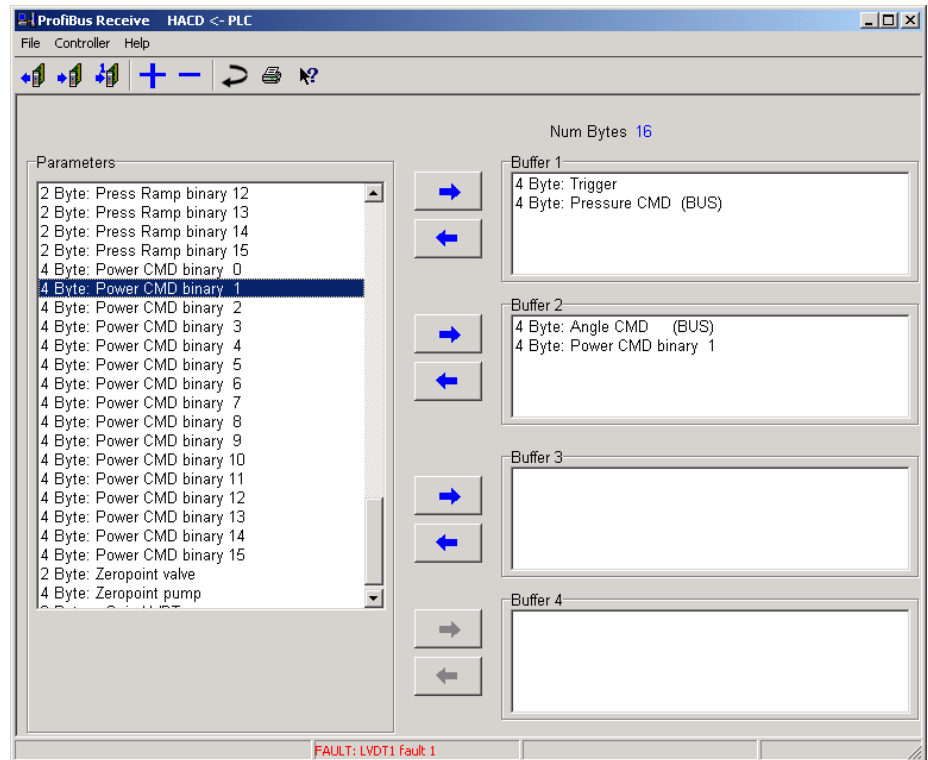 ProfiBus Receive HACD <- PLC
File Controller Help
Num Bytes 16
Parameters
2 Byte: Press Ramp binary 12
2 Byte: Press Ramp binary 13
2 Byte: Press Ramp binary 14
2 Byte: Press Ramp binary 15
4 Byte: Power CMD binary 0
4 Byte: Power CMD binary 1
4 Byte: Power CMD binary 2
4 Byte: Power CMD binary 3
4 Byte: Power CMD binary 4
4 Byte: Power CMD binary 5
4 Byte: Power CMD binary 6
4 Byte: Power CMD binary 7
4 Byte: Power CMD binary 8
4 Byte: Power CMD binary 9
4 Byte: Power CMD binary 10
4 Byte: Power CMD binary 11
4 Byte: Power CMD binary 12
4 Byte: Power CMD binary 13
4 Byte: Power CMD binary 14
4 Byte: Power CMD binary 15
2 Byte: Zeropoint valve
4 Byte: Zeropoint pump
Buffer 1
4 Byte: Trigger
4 Byte: Pressure CMD (BUS)
Buffer 2
4 Byte: Angle CMD (BUS)
4 Byte: Power CMD binary 1
Buffer 3
Buffer 4
FAULT: LVDT1 fault 1